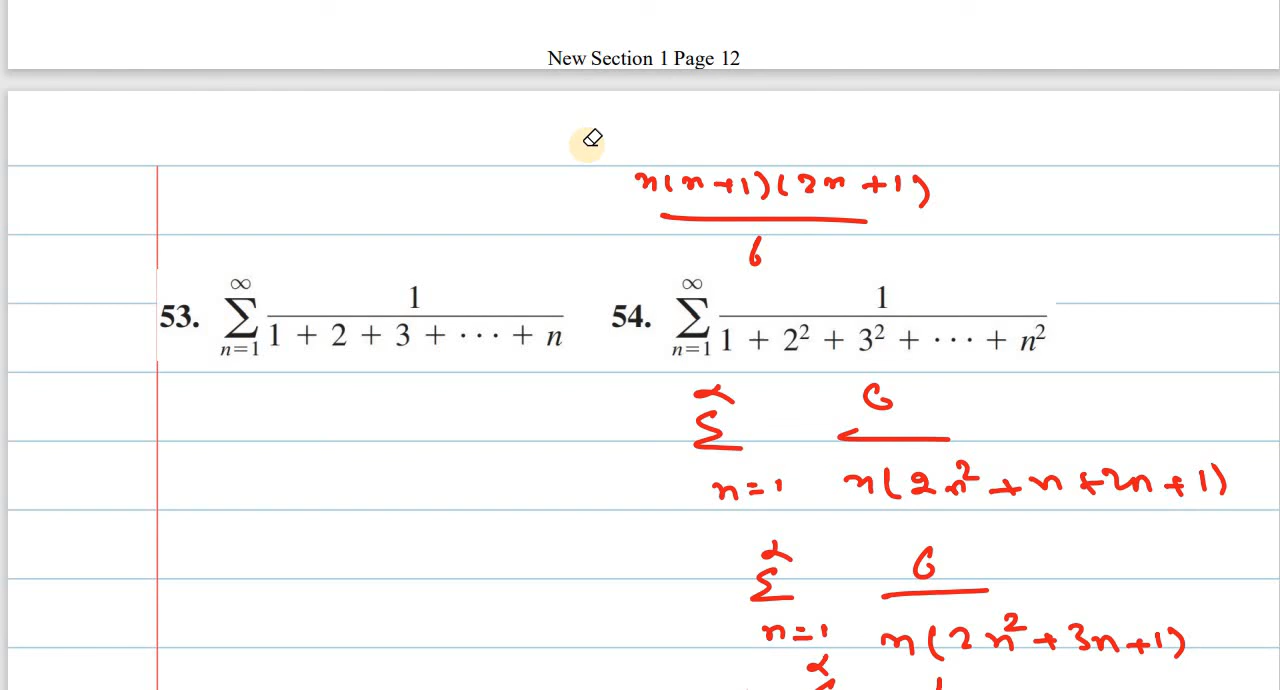 New Section 1 Page 12
n(n+1)(2n+1)
6
53. ∞ Σ n=1 1 / 1 + 2 + 3 + ··· + n
54. ∞ Σ n=1 1 / 1 + 2² + 3² + ··· + n²
∞ Σ n=1 6 / n(2n²+n+2n+1)
∞ Σ n=1 6 / n(2n²+3n+1)